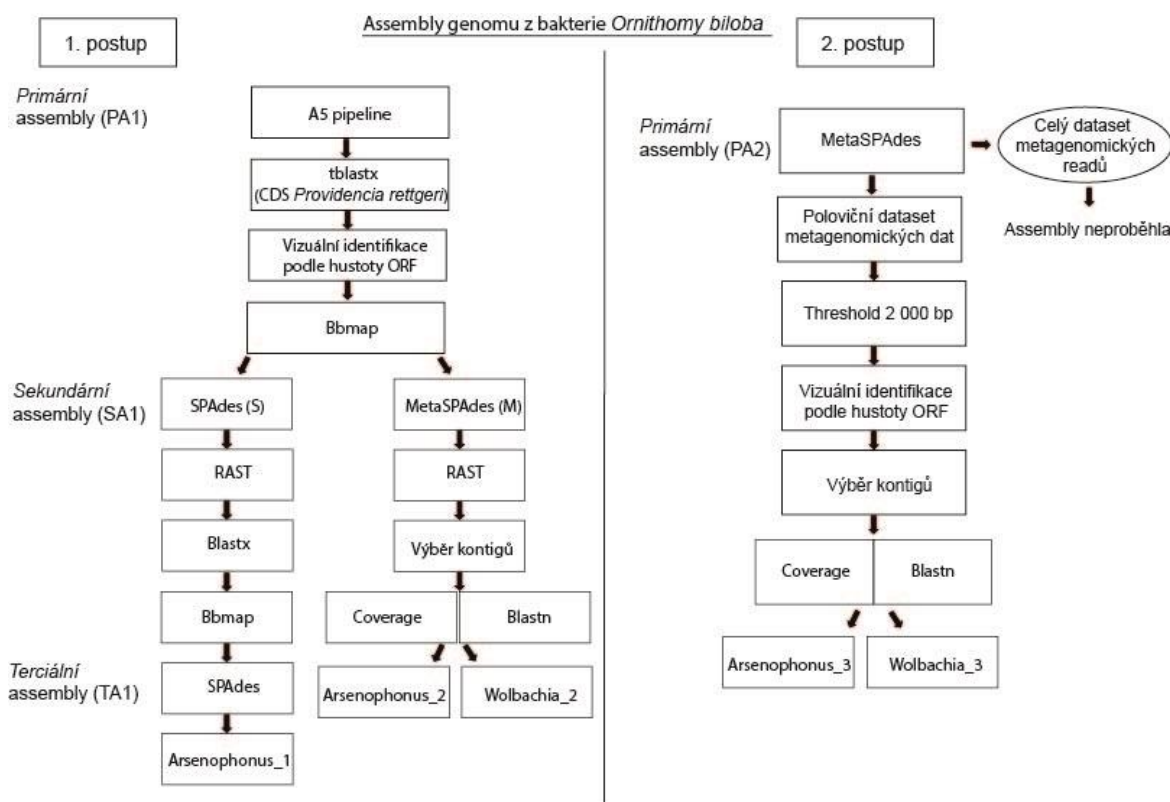 Assembly genomu z bakterie Ornithomy biloba
1. postup
Primární
assembly (PA1)
A5 pipeline
tblastx
(CDS Providencia rettgeri)
Vizuální identifikace
podle hustoty ORF
Bbmap
Sekundární
assembly (SA1)
SPAdes (S)
RAST
Blastx
Bbmap
Terciální
assembly (TA1)
SPAdes
Arsenophonus_1
MetaSPAdes (M)
RAST
Výběr kontigů
Coverage
Blastn
Arsenophonus_2
Wolbachia_2
2. postup
Primární
assembly (PA2)
MetaSPAdes
Celý dataset
metagenomických
readů
Assembly neproběhla
Poloviční dataset
metagenomických dat
Threshold 2 000 bp
Vizuální identifikace
podle hustoty ORF
Výběr kontigů
Coverage
Blastn
Arsenophonus_3
Wolbachia_3